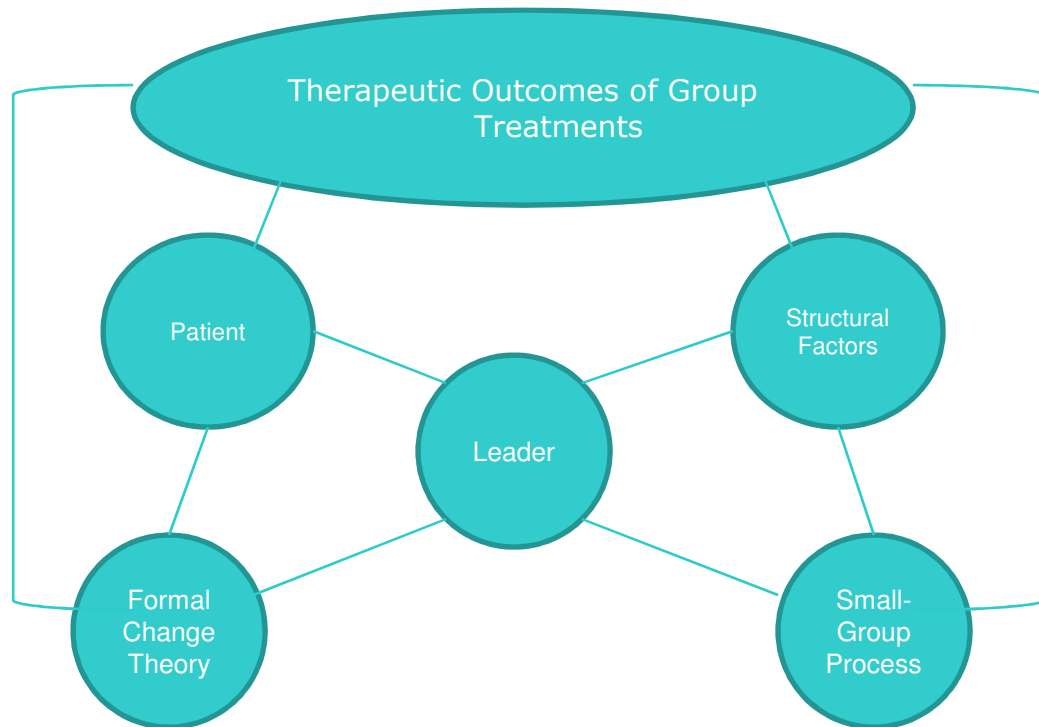 Therapeutic Outcomes of Group
Treatments
Patient
Structural
Factors
Leader
Formal
Change
Theory
Small-
Group
Process